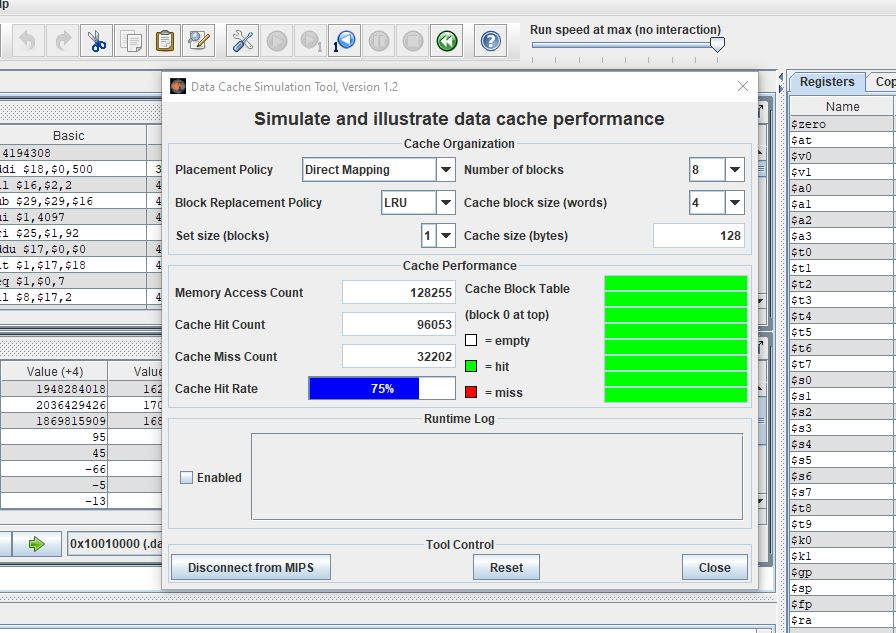 lp
Run speed at max (no interaction)
Data Cache Simulation Tool, Version 1.2
Simulate and illustrate data cache performance
Cache Organization
Placement Policy Direct Mapping Number of blocks 8
Block Replacement Policy LRU Cache block size (words) 4
Set size (blocks) 1 Cache size (bytes) 128
Cache Performance
Memory Access Count 128255 Cache Block Table
(block 0 at top)
Cache Hit Count 96053
= empty
Cache Miss Count 32202
= hit
Cache Hit Rate 75%
= miss
Runtime Log
Enabled
Tool Control
Disconnect from MIPS Reset Close
Basic
4194308
ddi $18,$0,500 3
ll $16,$2,2 4
ub $29,$29,$16 4
ui $1,4097 4
ri $25,$1,92
ddu $17,$0,$0 4
lt $1,$17,$18 4
eq $1,$0,7
ll $8,$17,2 4
Value (+4) Value
1948284018 162
2036429426 170
1869815909 168
95
45
-66
-5
-13
0x10010000 (.da
Registers Cop
Name
$zero
$at
$v0
$v1
$a0
$a1
$a2
$a3
$t0
$t1
$t2
$t3
$t4
$t5
$t6
$t7
$s0
$s1
$s2
$s3
$s4
$s5
$s6
$s7
$t8
$t9
$k0
$k1
$gp
$sp
$fp
$ra